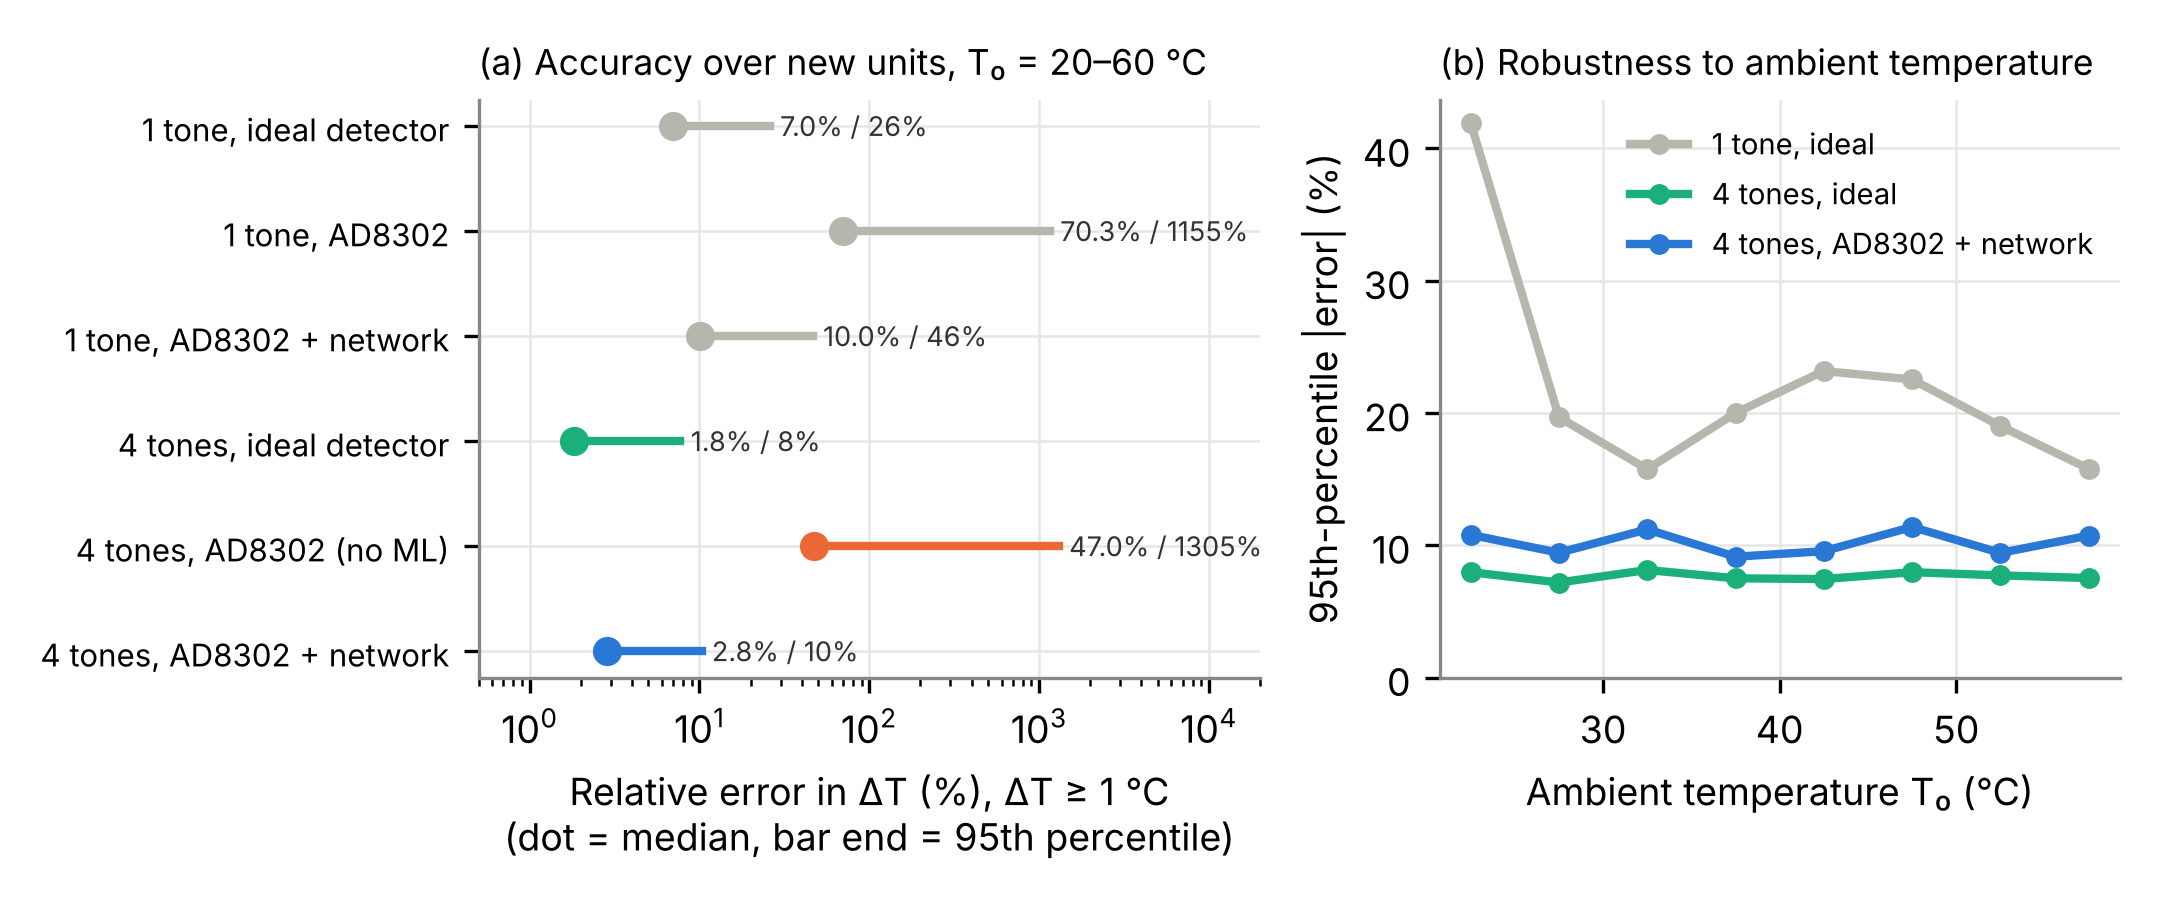 (a) Accuracy over new units, T₀ = 20–60 °C
1 tone, ideal detector
7.0% / 26%
1 tone, AD8302
70.3% / 1155%
1 tone, AD8302 + network
10.0% / 46%
4 tones, ideal detector
1.8% / 8%
4 tones, AD8302 (no ML)
47.0% / 1305%
4 tones, AD8302 + network
2.8% / 10%
10⁰ 10¹ 10² 10³ 10⁴
Relative error in ΔT (%), ΔT ≥ 1 °C
(dot = median, bar end = 95th percentile)
(b) Robustness to ambient temperature
95th-percentile |error| (%)
40
30
20
10
0
1 tone, ideal
4 tones, ideal
4 tones, AD8302 + network
30 40 50
Ambient temperature T₀ (°C)